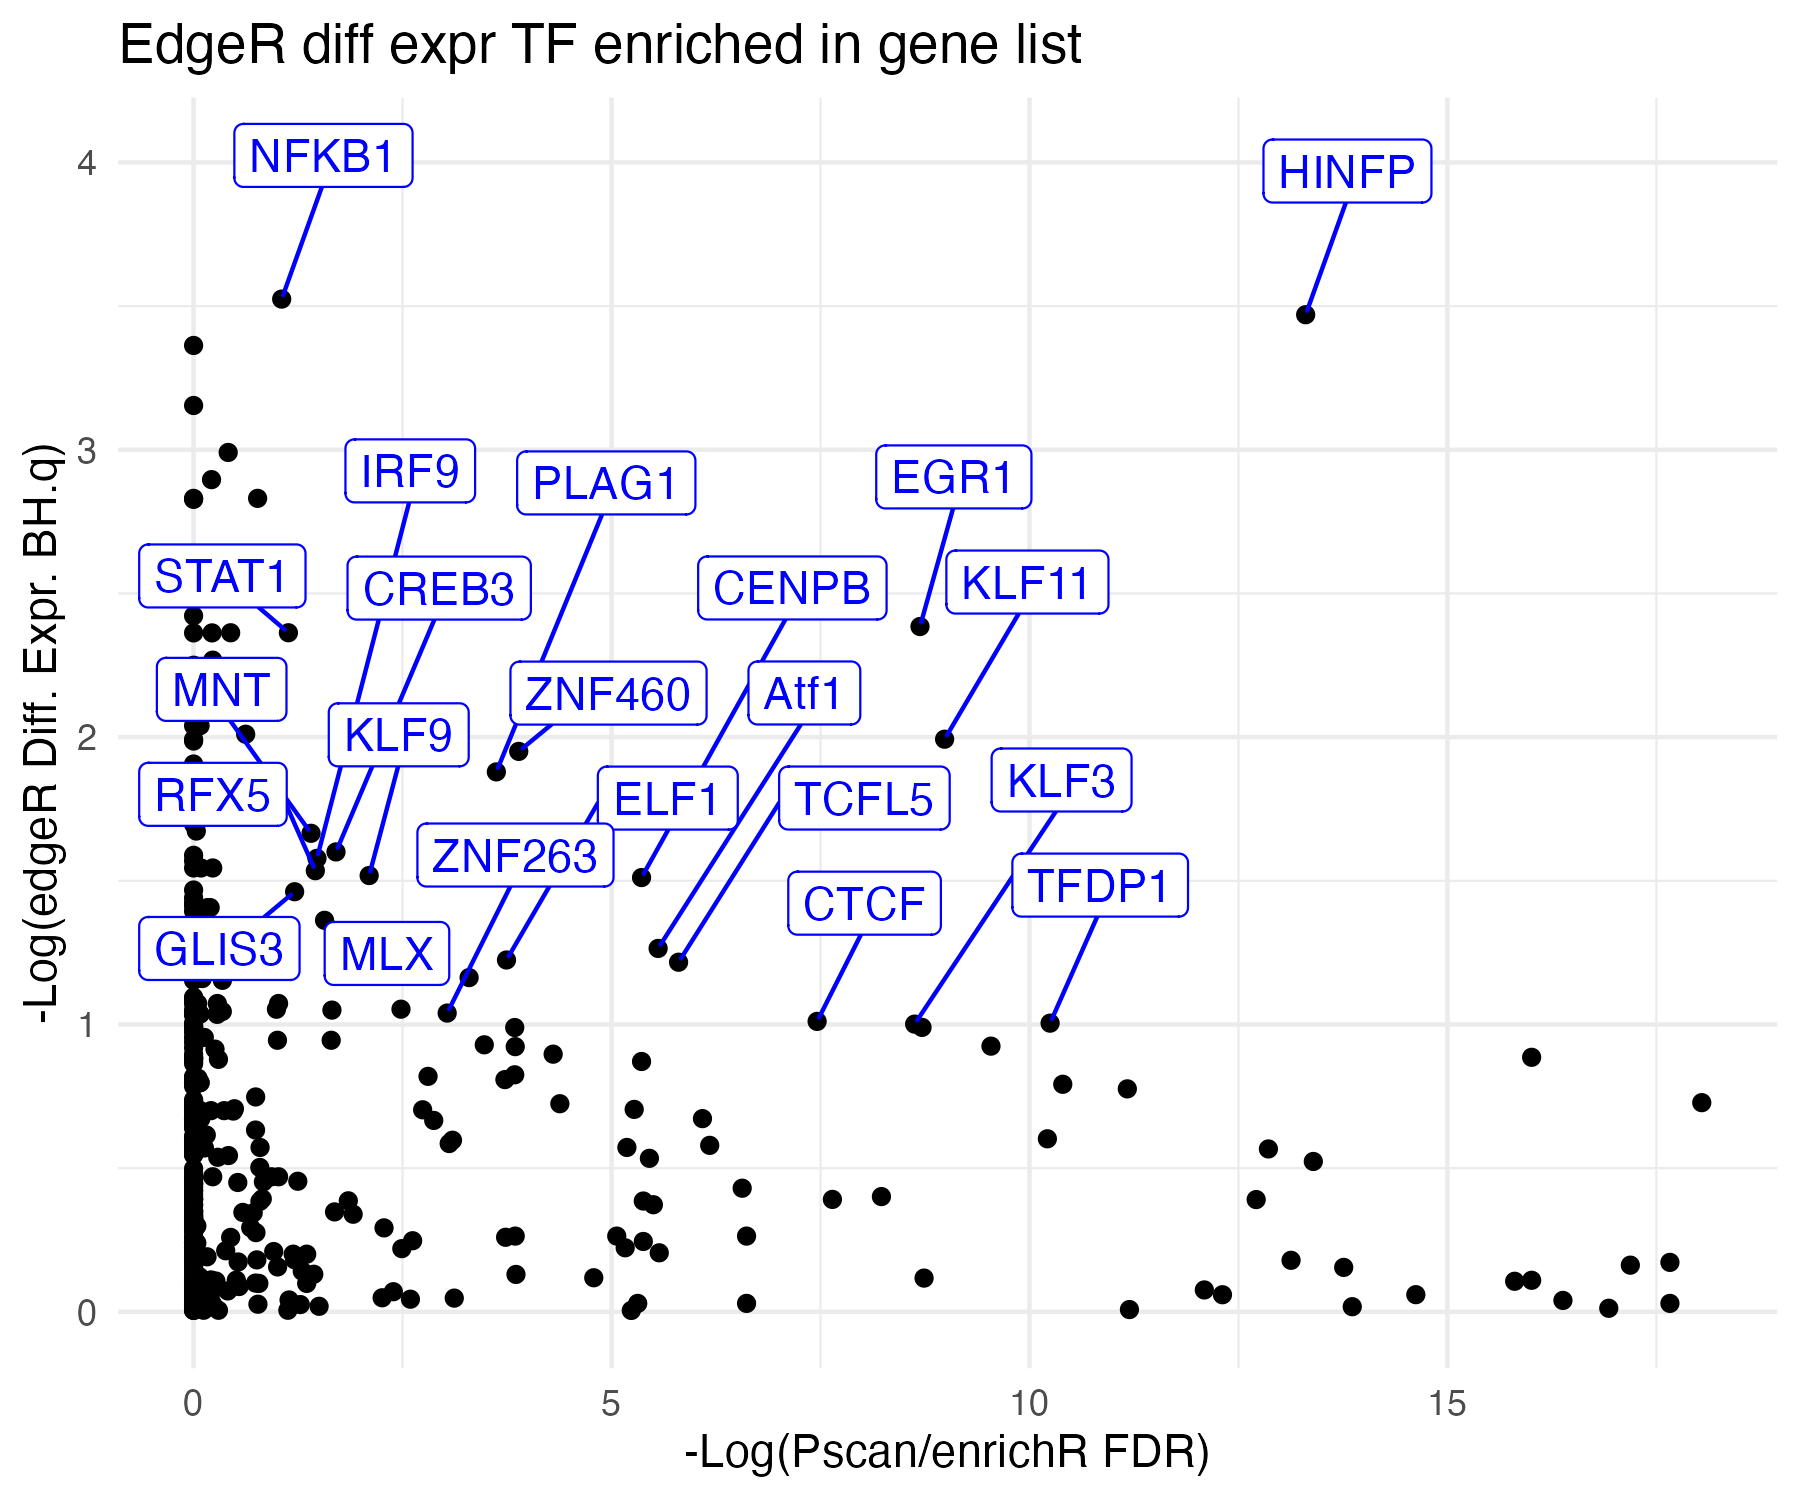 EdgeR diff expr TF enriched in gene list
NFKB1
HINFP
IRF9
PLAG1
EGR1
STAT1
CREB3
CENPB
KLF11
MNT
ZNF460
Atf1
KLF9
RFX5
ELF1
TCFL5
KLF3
ZNF263
CTCF
TFDP1
GLIS3
MLX
4
3
2
1
0
-Log(edgeR Diff. Expr. BH.q)
0
5
10
15
-Log(Pscan/enrichR FDR)